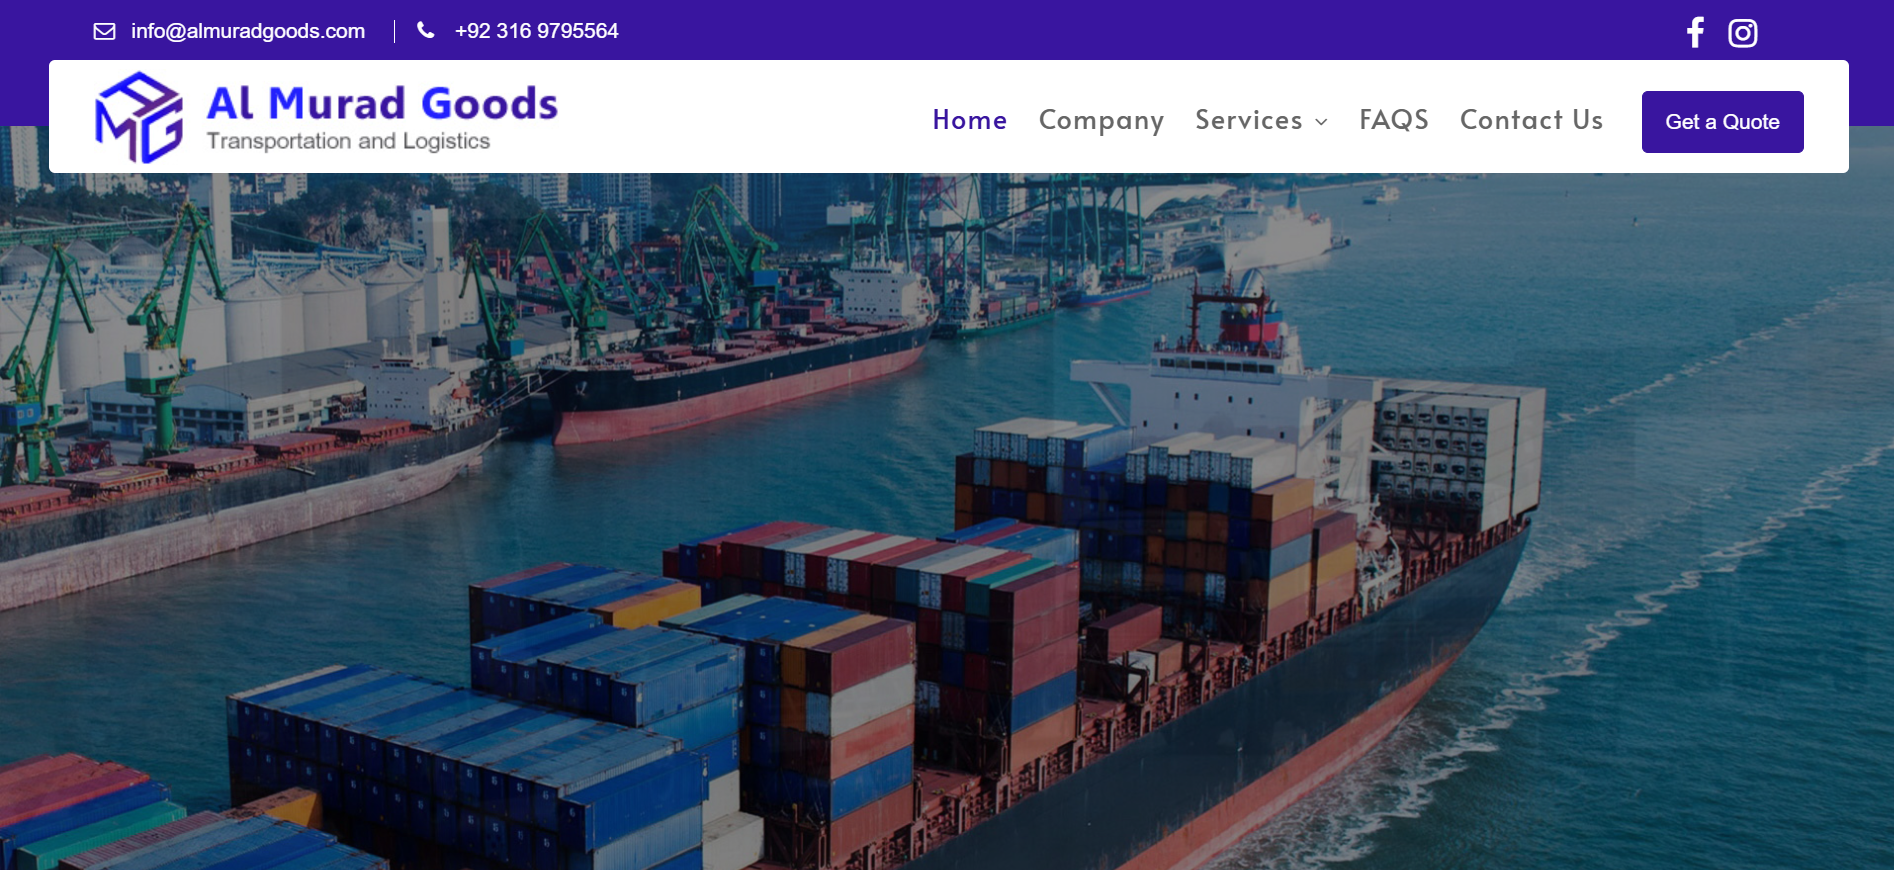 info@almuradgoods.com
+92 316 9795564
Al Murad Goods
Transportation and Logistics
Home
Company
Services
FAQS
Contact Us
Get a Quote